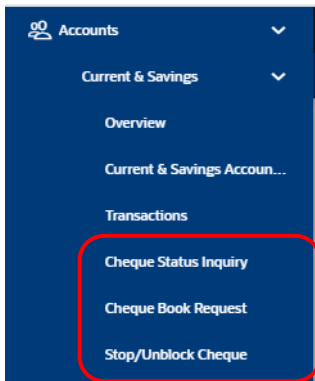 Accounts
Current & Savings
Overview
Current & Savings Accoun...
Transactions
Cheque Status Inquiry
Cheque Book Request
Stop/Unblock Cheque